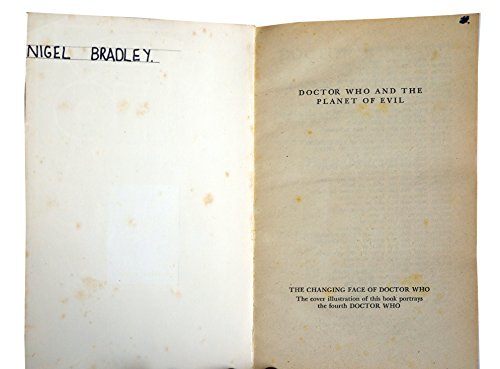 NIGEL BRADLEY.
DOCTOR WHO AND THE
PLANET OF EVIL
THE CHANGING FACE OF DOCTOR WHO
The cover illustration of this book portrays
the fourth DOCTOR WHO